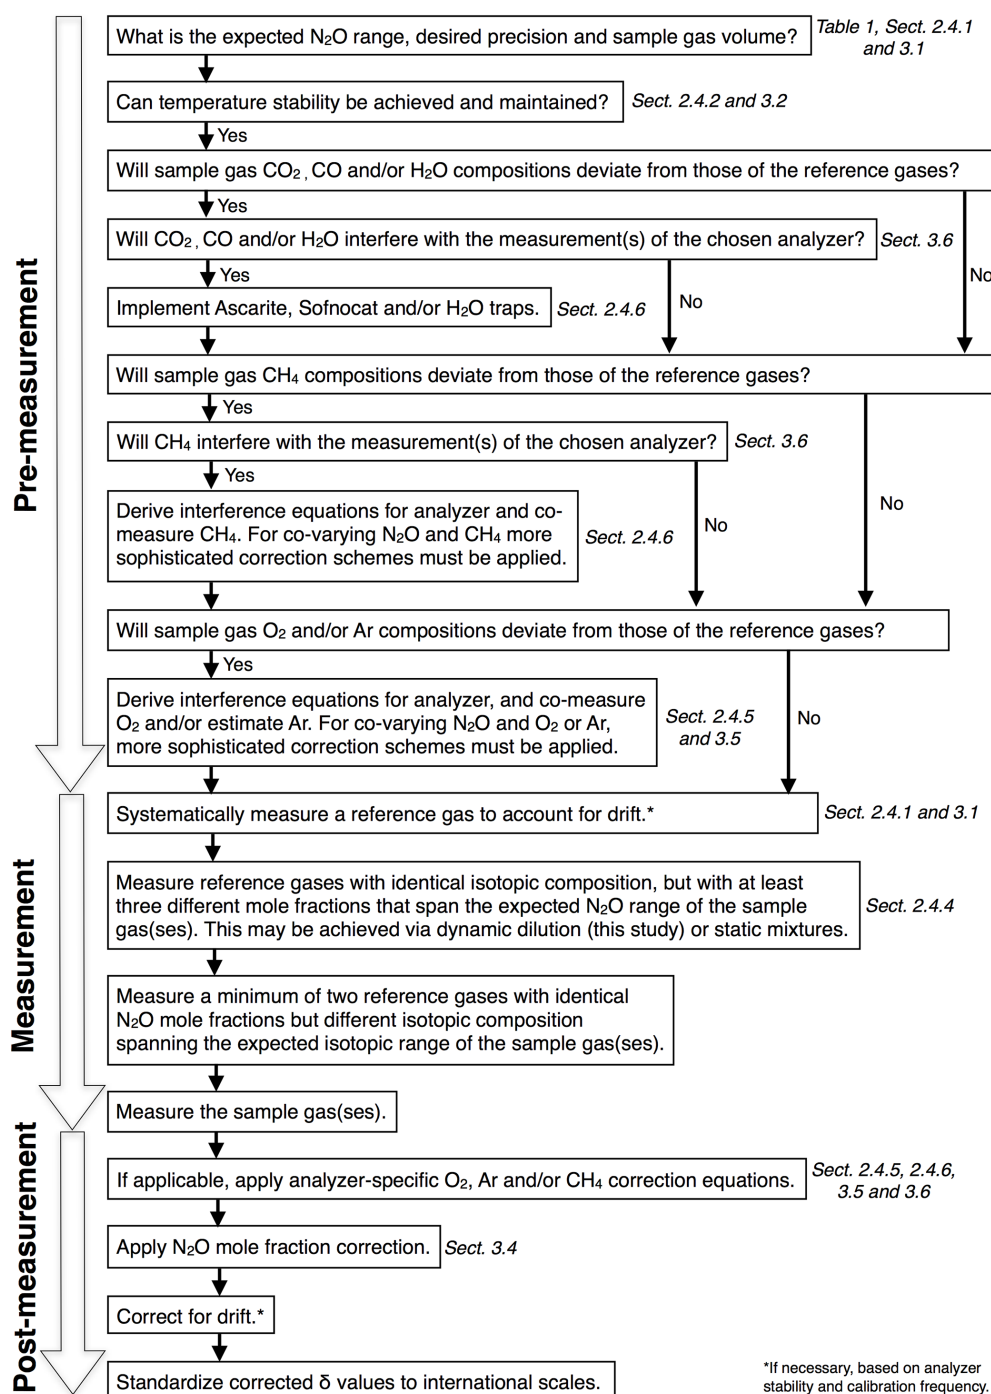 What is the expected N₂O range, desired precision and sample gas volume?
Table 1, Sect. 2.4.1
and 3.1
Can temperature stability be achieved and maintained?
Sect. 2.4.2 and 3.2
Yes
Will sample gas CO₂ , CO and/or H₂O compositions deviate from those of the reference gases?
Yes
No
Will CO₂ , CO and/or H₂O interfere with the measurement(s) of the chosen analyzer?
Sect. 3.6
Yes
No
Implement Ascarite, Sofnocat and/or H₂O traps.
Sect. 2.4.6
Will sample gas CH₄ compositions deviate from those of the reference gases?
Yes
No
Will CH₄ interfere with the measurement(s) of the chosen analyzer?
Sect. 3.6
Yes
No
Derive interference equations for analyzer and co-
measure CH₄. For co-varying N₂O and CH₄ more
sophisticated correction schemes must be applied.
Sect. 2.4.6
Will sample gas O₂ and/or Ar compositions deviate from those of the reference gases?
Yes
No
Derive interference equations for analyzer, and co-measure
O₂ and/or estimate Ar. For co-varying N₂O and O₂ or Ar,
more sophisticated correction schemes must be applied.
Sect. 2.4.5
and 3.5
Pre-measurement
Systematically measure a reference gas to account for drift.*
Sect. 2.4.1 and 3.1
Measure reference gases with identical isotopic composition, but with at least
three different mole fractions that span the expected N₂O range of the sample
gas(ses). This may be achieved via dynamic dilution (this study) or static mixtures.
Sect. 2.4.4
Measure a minimum of two reference gases with identical
N₂O mole fractions but different isotopic composition
spanning the expected isotopic range of the sample gas(ses).
Measure the sample gas(ses).
Measurement
If applicable, apply analyzer-specific O₂, Ar and/or CH₄ correction equations.
Sect. 2.4.5, 2.4.6,
3.5 and 3.6
Apply N₂O mole fraction correction.
Sect. 3.4
Correct for drift.*
Standardize corrected δ values to international scales.
Post-measurement
*If necessary, based on analyzer
stability and calibration frequency.